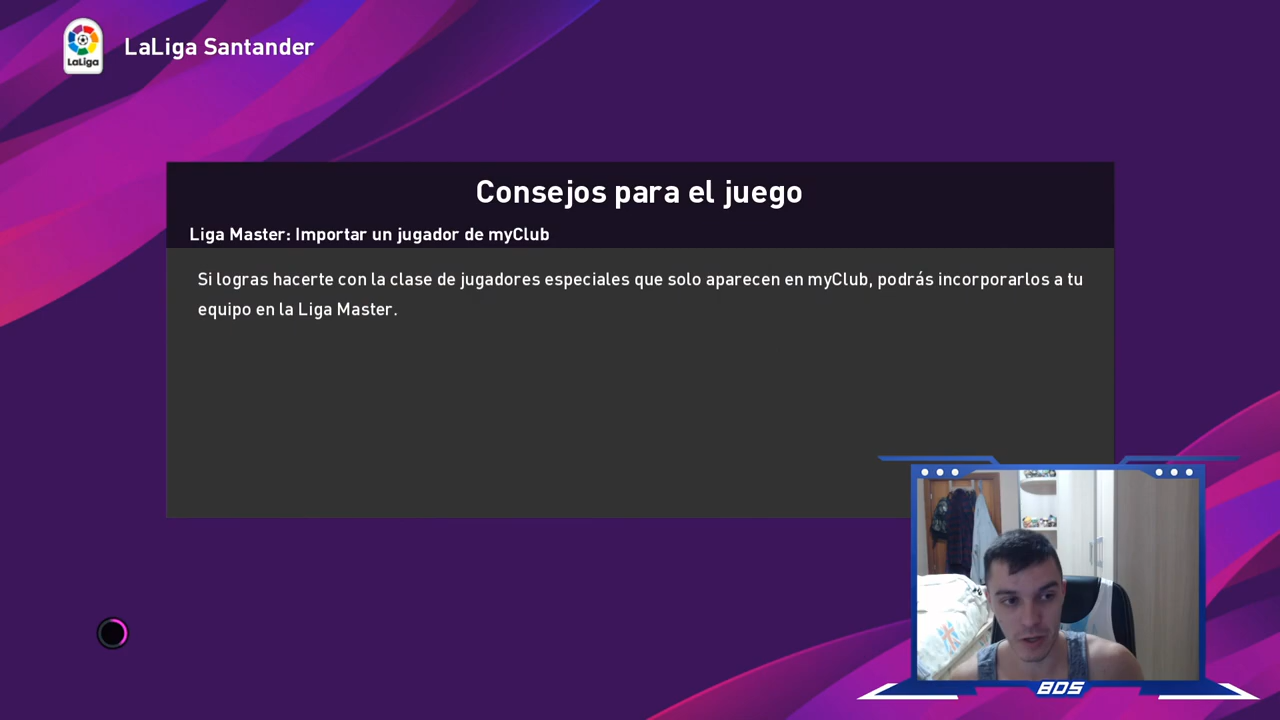 LaLiga
LaLiga Santander
Consejos para el juego
Liga Master: Importar un jugador de myClub
Si logras hacerte con la clase de jugadores especiales que solo aparecen en myClub, podrás incorporarlos a tu
equipo en la Liga Master.
BDS